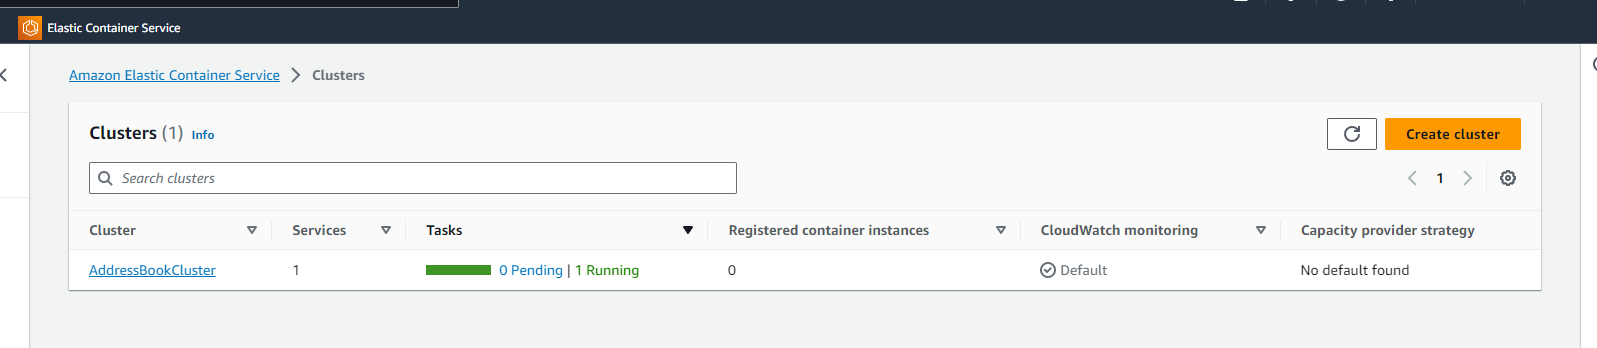 Elastic Container Service
Amazon Elastic Container Service > Clusters
Clusters (1) Info
Create cluster
Search clusters
1
Cluster Services Tasks Registered container instances CloudWatch monitoring Capacity provider strategy
AddressBookCluster 1 0 Pending | 1 Running 0 Default No default found